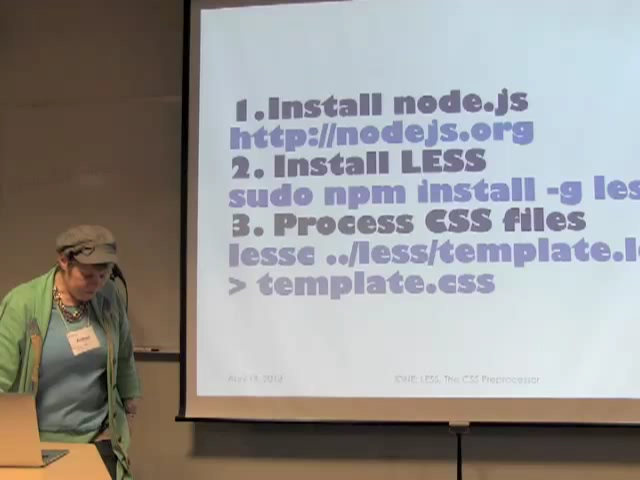 1.Install node.js
http://nodejs.org
2. Install LESS
sudo npm install -g les
3. Process CSS files
lessc ../less/template.l
> template.css
JDNE: LESS, The CSS Preprocessor